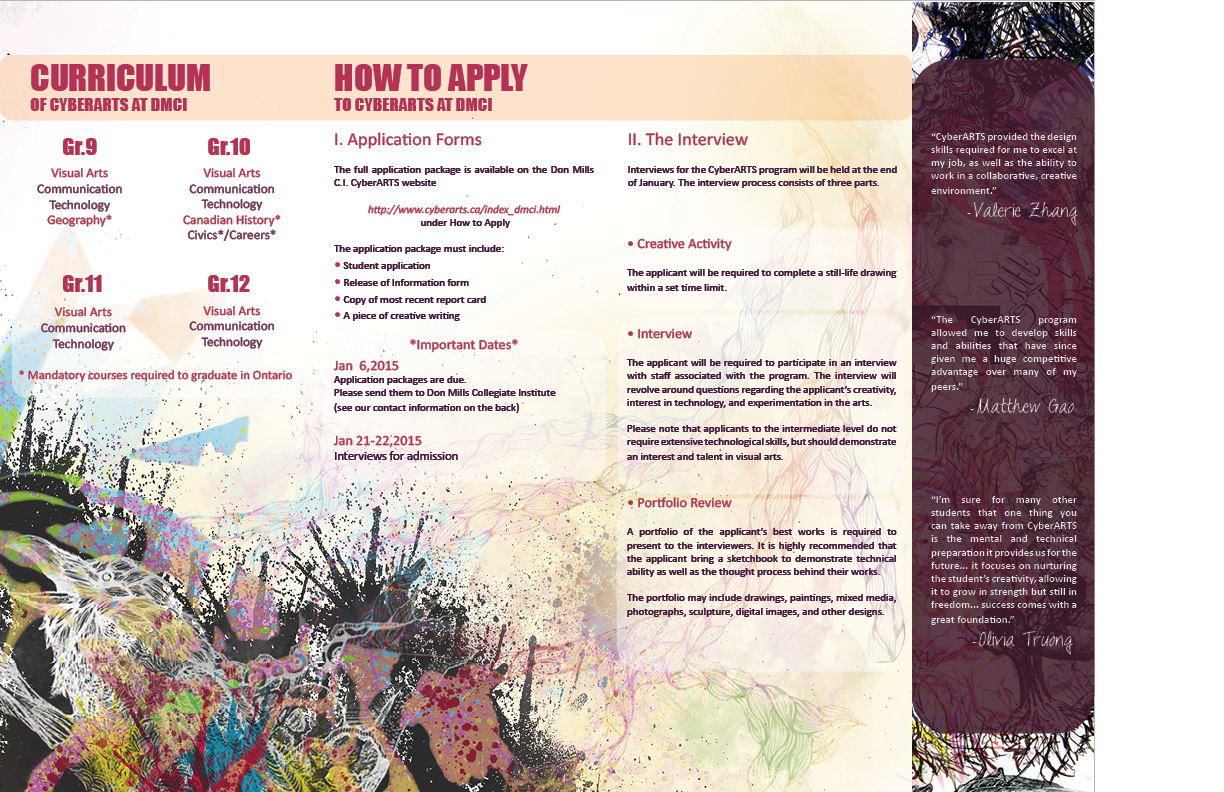 CURRICULUM
OF CYBERARTS AT DMCI
Gr.9
Visual Arts
Communication
Technology
Geography*
Gr.10
Visual Arts
Communication
Technology
Canadian History*
Civics*/Careers*
Gr.11
Visual Arts
Communication
Technology
Gr.12
Visual Arts
Communication
Technology
* Mandatory courses required to graduate in Ontario
HOW TO APPLY
TO CYBERARTS AT DMCI
I. Application Forms
The full application package is available on the Don Mills
C.I. CyberARTS website
http://www.cyberarts.ca/index_dmci.html
under How to Apply
The application package must include:
• Student application
• Release of Information form
• Copy of most recent report card
• A piece of creative writing
*Important Dates*
Jan 6,2015
Application packages are due.
Please send them to Don Mills Collegiate Institute
(see our contact information on the back)
Jan 21-22,2015
Interviews for admission
II. The Interview
Interviews for the CyberARTS program will be held at the end
of January. The interview process consists of three parts.
• Creative Activity
The applicant will be required to complete a still-life drawing
within a set time limit.
• Interview
The applicant will be required to participate in an interview
with staff associated with the program. The interview will
revolve around questions regarding the applicant's creativity,
interest in technology, and experimentation in the arts.
Please note that applicants to the intermediate level do not
require extensive technological skills, but should demonstrate
an interest and talent in visual arts.
• Portfolio Review
A portfolio of the applicant's best works is required to
present to the interviewers. It is highly recommended that
the applicant bring a sketchbook to demonstrate technical
ability as well as the thought process behind their works.
The portfolio may include drawings, paintings, mixed media,
photographs, sculpture, digital images, and other designs.
“CyberARTS provided the design
skills required for me to excel at
my job, as well as the ability to
work in a collaborative, creative
environment.”
-Valerie Zhang
“The CyberARTS program
allowed me to develop skills
and abilities that have since
given me a huge competitive
advantage over many of my
peers.”
- Matthew Gao
“I'm sure for many other
students that one thing you
can take away from CyberARTS
is the mental and technical
preparation it provides us for the
future... it focuses on nurturing
the student's creativity, allowing
it to grow in strength but still in
freedom... success comes with a
great foundation.”
-Olivia Truong